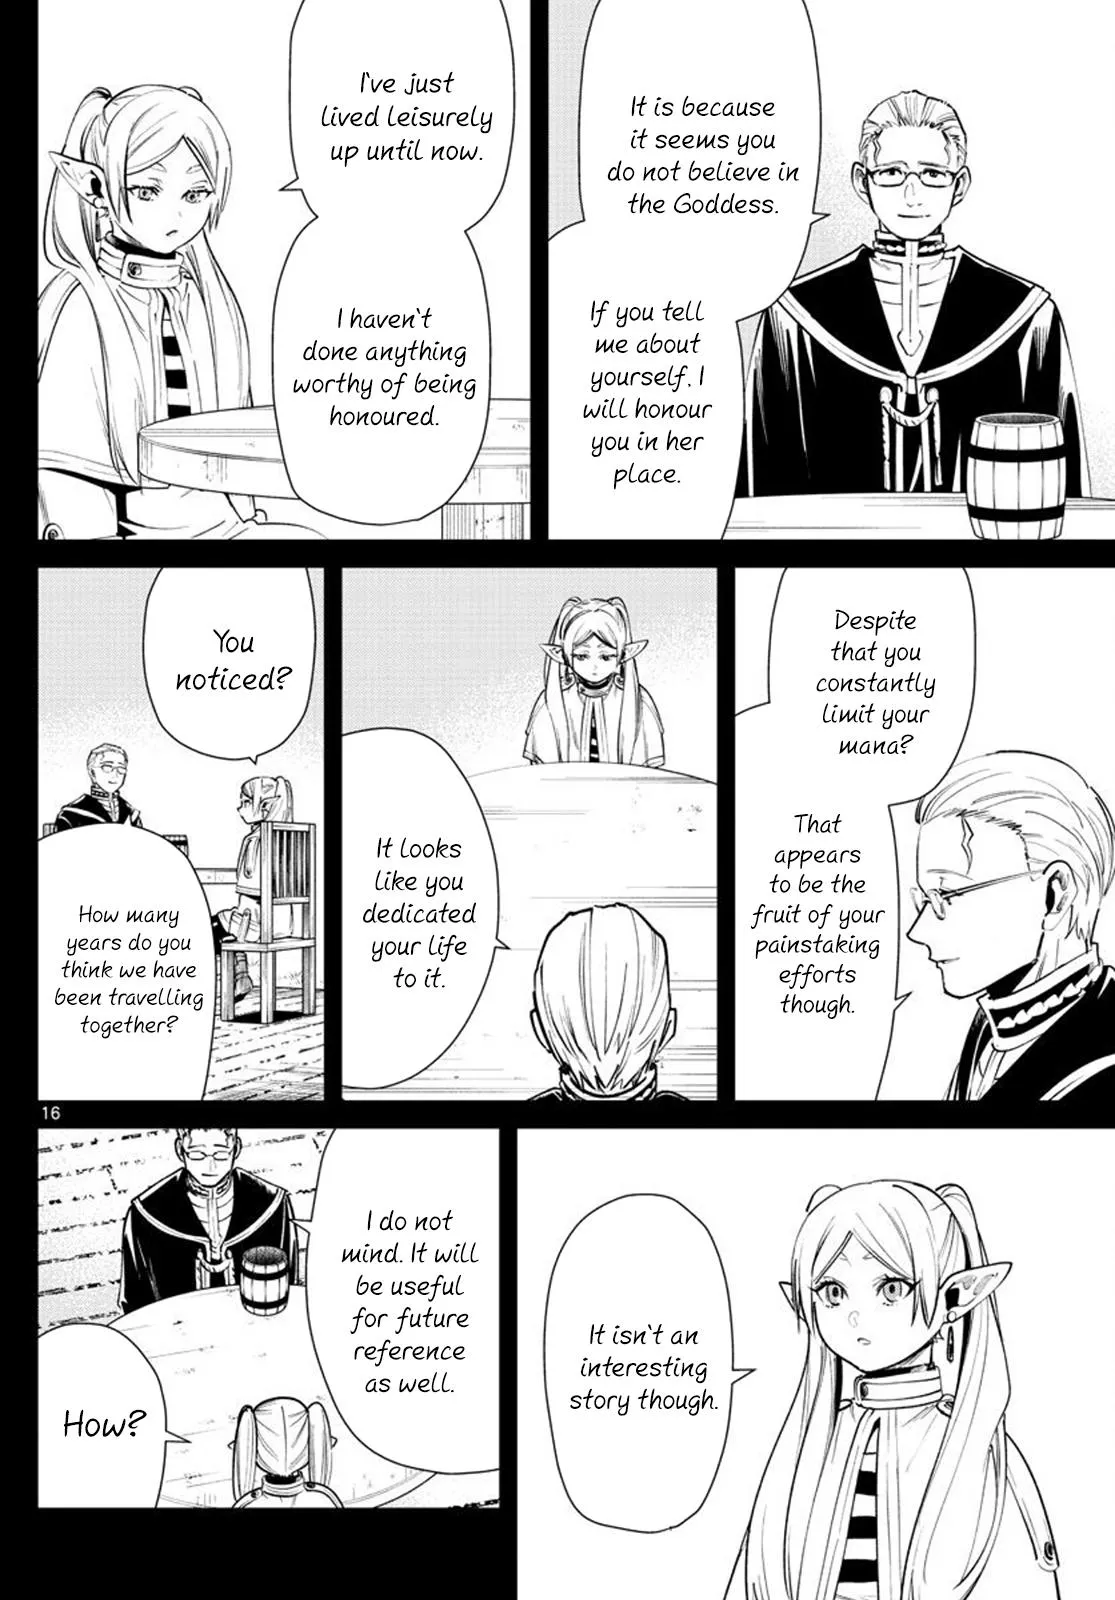 It is because
it seems you
do not believe in
the Goddess.
If you tell
me about
yourself, I
will honour
you in her
place.
I've just
lived leisurely
up until now.
I haven't
done anything
worthy of being
honoured.
Despite
that you
constantly
limit your
mana?
That
appears
to be the
fruit of your
painstaking
efforts
though.
It looks
like you
dedicated
your life
to it.
You
noticed?
How many
years do you
think we have
been travelling
together?
16
It isn't an
interesting
story though.
I do not
mind. It will
be useful
for future
reference
as well.
How?